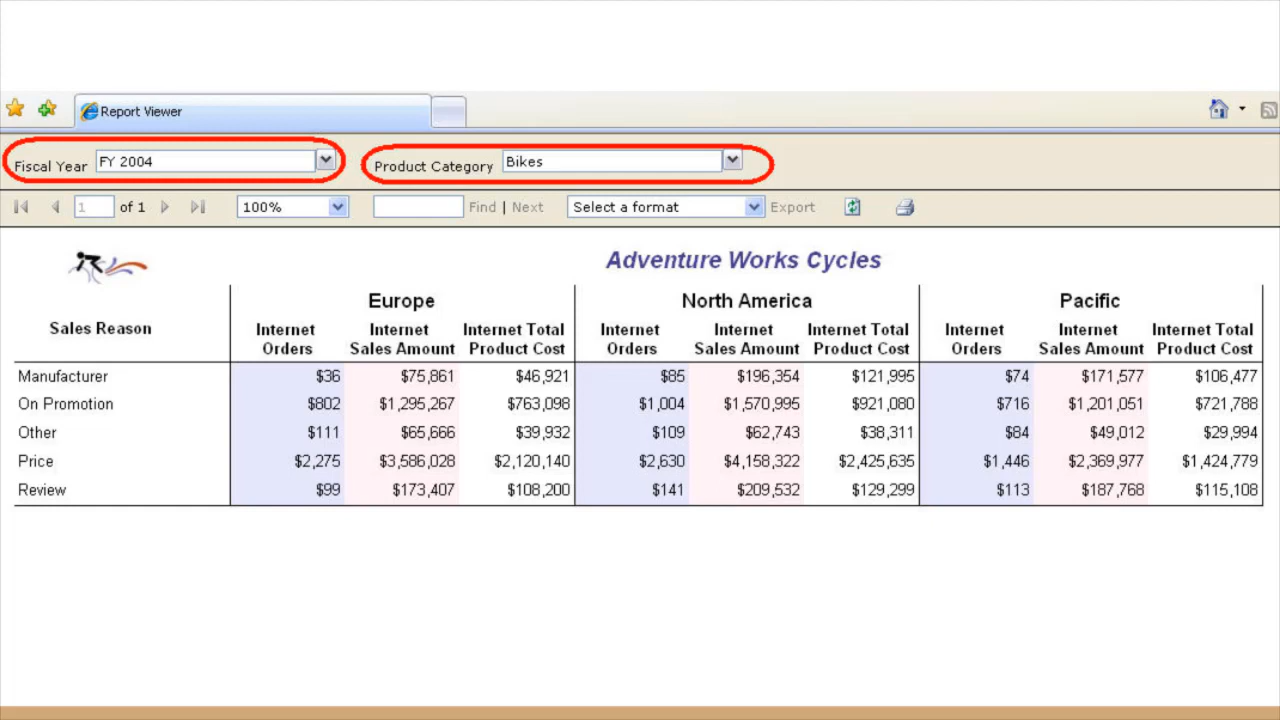 Report Viewer
Fiscal Year FY 2004 Product Category Bikes
1 of 1 100% Find | Next Select a format Export
Adventure Works Cycles
Europe North America Pacific
Sales Reason Internet Orders Internet Sales Amount Internet Total Product Cost Internet Orders Internet Sales Amount Internet Total Product Cost Internet Orders Internet Sales Amount Internet Total Product Cost
Manufacturer $36 $75,861 $46,921 $85 $196,354 $121,995 $74 $171,577 $106,477
On Promotion $802 $1,295,267 $763,098 $1,004 $1,570,995 $921,080 $716 $1,201,051 $721,788
Other $111 $65,666 $39,932 $109 $62,743 $38,311 $84 $49,012 $29,994
Price $2,275 $3,586,028 $2,120,140 $2,630 $4,158,322 $2,425,635 $1,446 $2,369,977 $1,424,779
Review $99 $173,407 $108,200 $141 $209,532 $129,299 $113 $187,768 $115,108